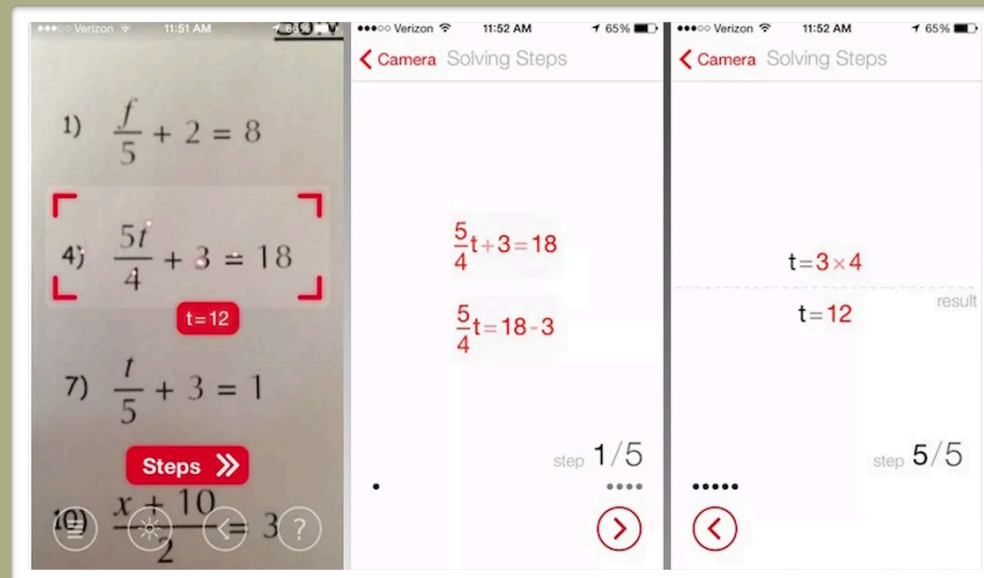 Verizon 11:51 AM
1) f/5 + 2 = 8
4) 5t/4 + 3 = 18
t=12
7) t/5 + 3 = 1
Steps
10) x + 10/2 = 3
?
Verizon 11:52 AM 65%
Camera Solving Steps
5/4t+3=18
5/4t=18-3
step 1/5
Verizon 11:52 AM 65%
Camera Solving Steps
t=3×4
result
t=12
step 5/5